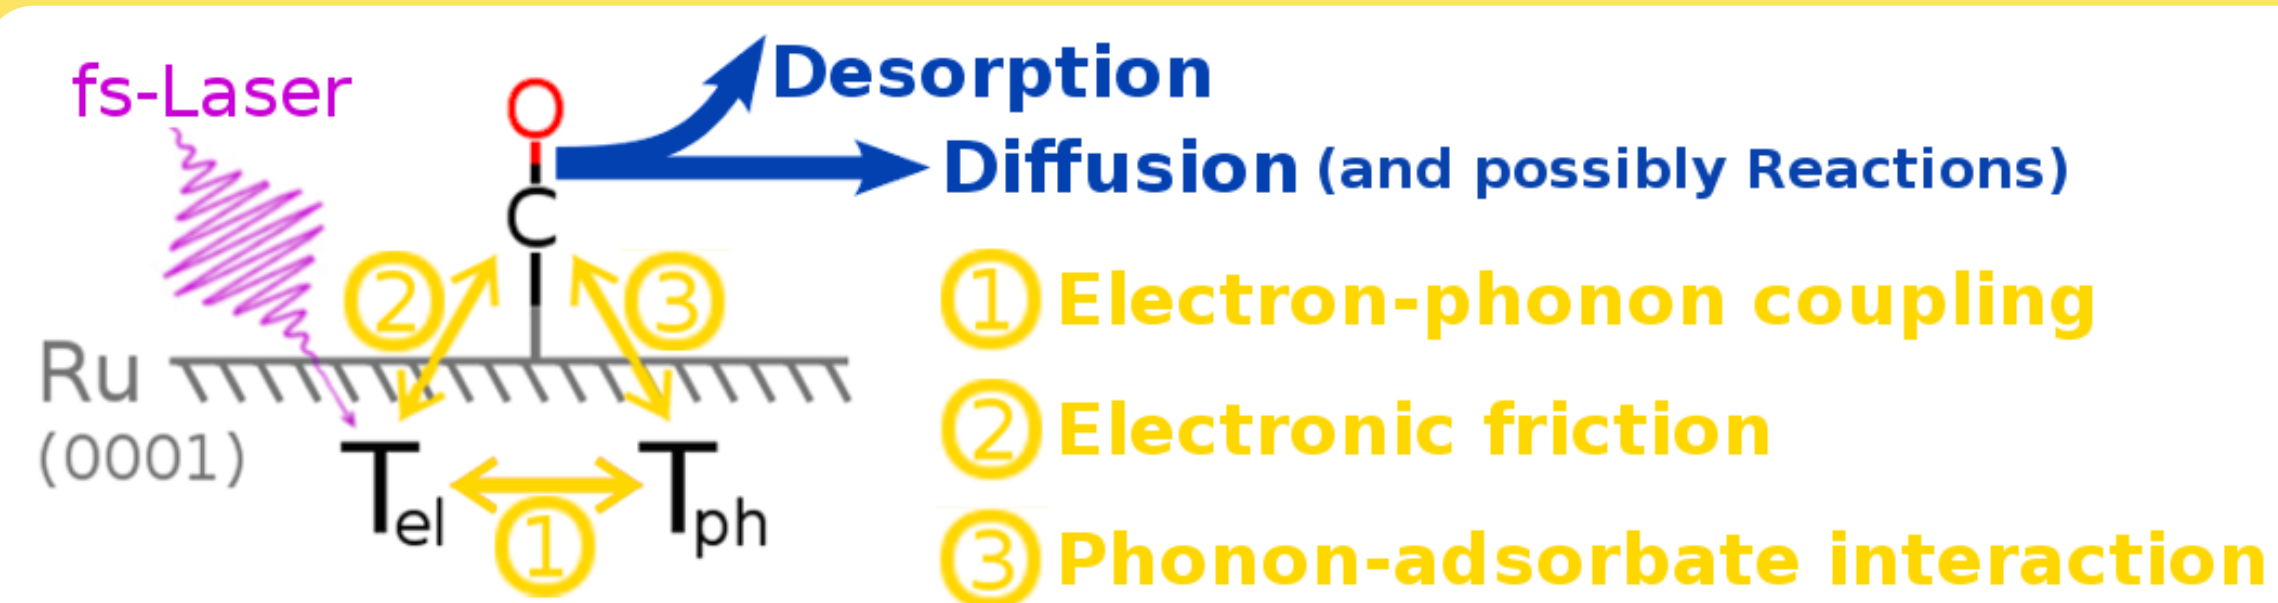 fs-Laser
O
C
Desorption
Diffusion (and possibly Reactions)
② ③
Ru
(0001)
Tel Tph
①
① Electron-phonon coupling
② Electronic friction
③ Phonon-adsorbate interaction